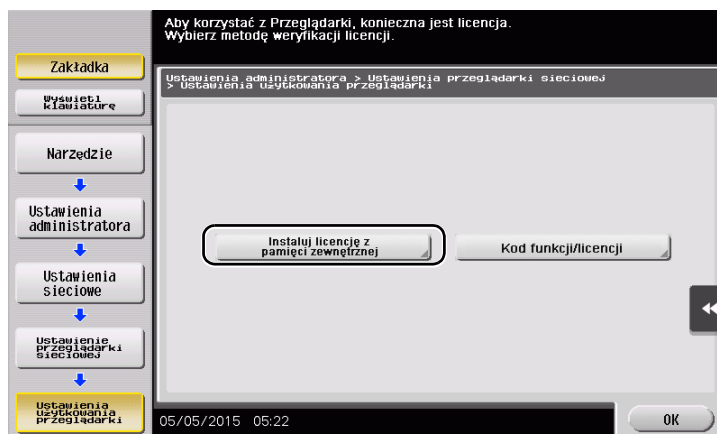 Aby korzystać z Przeglądarki, konieczna jest licencja.
Wybierz metodę weryfikacji licencji.
Zakładka
Wyświetl
klawiaturę
Ustawienia administratora > Ustawienia przeglądarki sieciowej
> Ustawienia użytkowania przeglądarki
Narzędzie
Ustawienia
administratora
Ustawienia
sieciowe
Ustawienie
przeglądarki
sieciowej
Ustawienia
użytkowania
przeglądarki
Instaluj licencję z
pamięci zewnętrznej
Kod funkcji/licencji
05/05/2015 05:22
OK